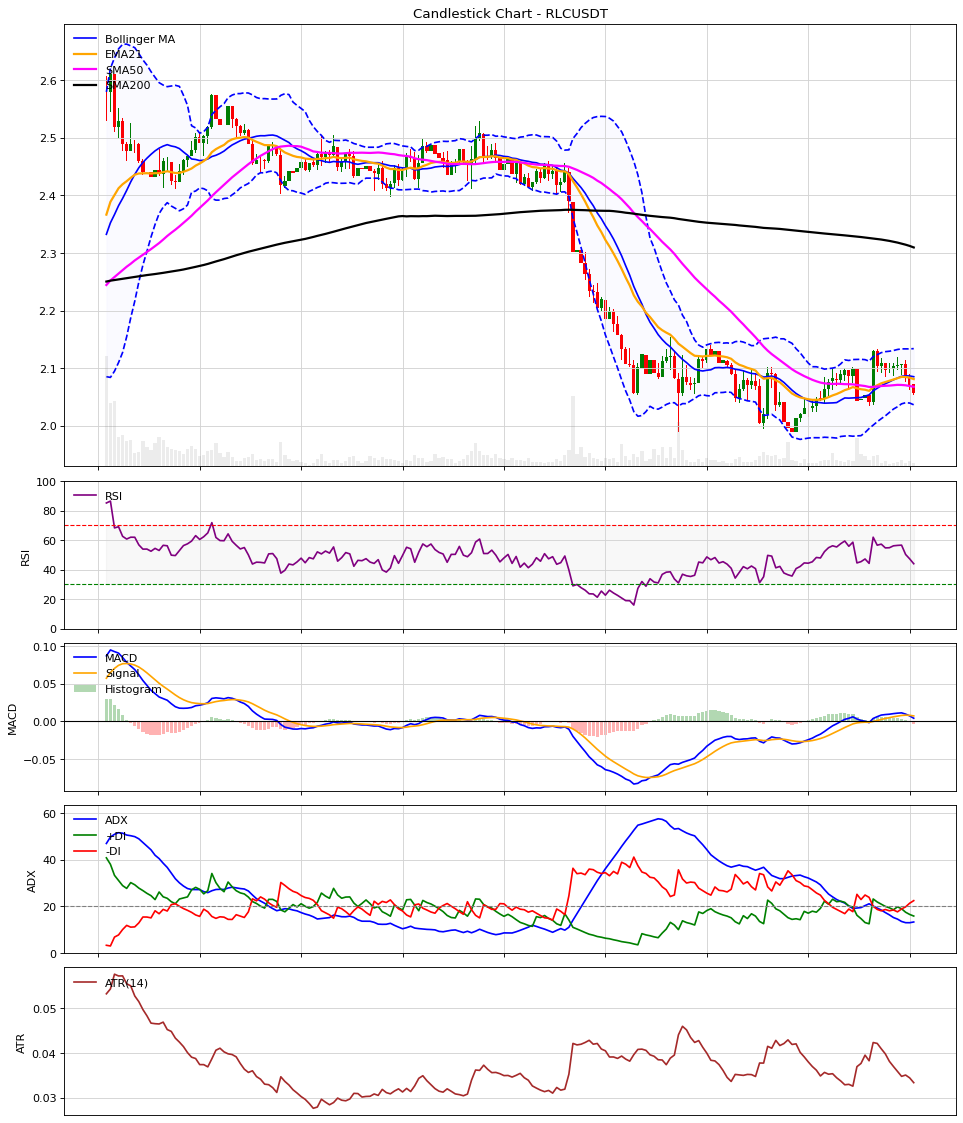 Candlestick Chart - RLCUSDT
Bollinger MA
EMA21
SMA50
SMA200
2.6
2.5
2.4
2.3
2.2
2.1
2.0
RSI
100
80
60
40
20
0
RSI
MACD
Signal
Histogram
0.10
0.05
0.00
−0.05
MACD
ADX
+DI
-DI
60
40
20
0
ADX
ATR(14)
0.05
0.04
0.03
ATR